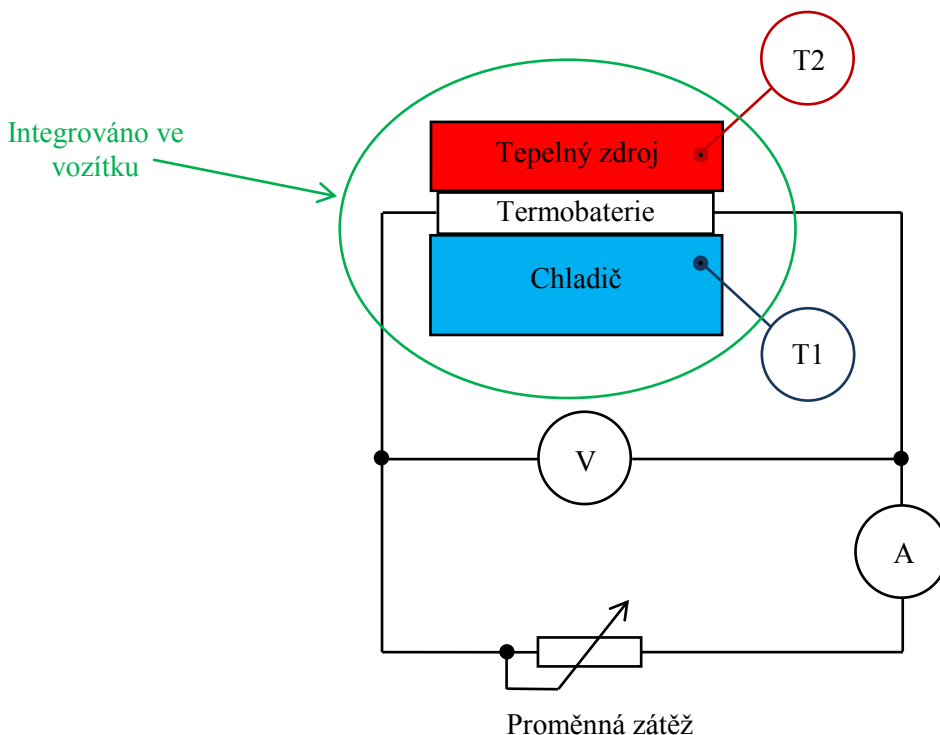 T2
Integrováno ve
vozítku
Tepelný zdroj
Termobaterie
Chladič
T1
V
A
Proměnná zátěž